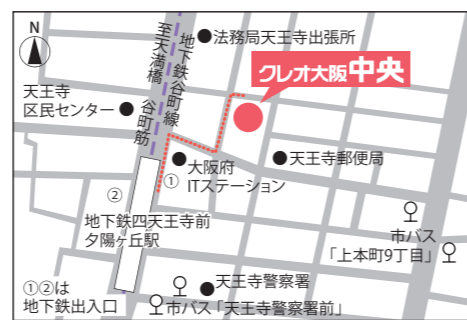 N
法務局天王寺出張所
地下鉄谷町線
至天満橋
谷町筋
クレオ大阪中央
天王寺
区民センター
天王寺郵便局
①
大阪府
ITステーション
②
地下鉄四天王寺前
夕陽ヶ丘駅
市バス
「上本町9丁目」
①②は
地下鉄出入口
天王寺警察署
市バス「天王寺警察署前」